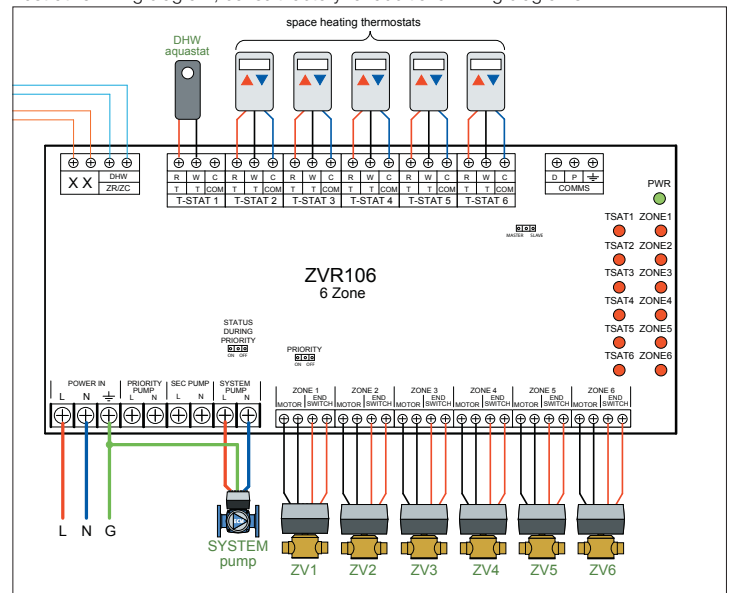 space heating thermostats
DHW
aquastat
X X
DHW
ZR/ZC
R W C
T T COM
T-STAT 1
R W C
T T COM
T-STAT 2
R W C
T T COM
T-STAT 3
R W C
T T COM
T-STAT 4
R W C
T T COM
T-STAT 5
R W C
T T COM
T-STAT 6
D P
COMMS
PWR
MASTER SLAVE
TSAT1 ZONE1
TSAT2 ZONE2
TSAT3 ZONE3
TSAT4 ZONE4
TSAT5 ZONE5
TSAT6 ZONE6
ZVR106
6 Zone
STATUS
DURING
PRIORITY
ON OFF
PRIORITY
ON OFF
POWER IN
L N
PRIORITY
PUMP
L N
SEC PUMP
L N
SYSTEM
PUMP
L N
ZONE 1
MOTOR
END
SWITCH
ZONE 2
MOTOR
END
SWITCH
ZONE 3
MOTOR
END
SWITCH
ZONE 4
MOTOR
END
SWITCH
ZONE 5
MOTOR
END
SWITCH
ZONE 6
MOTOR
END
SWITCH
L N G
SYSTEM
pump
ZV1 ZV2 ZV3 ZV4 ZV5 ZV6